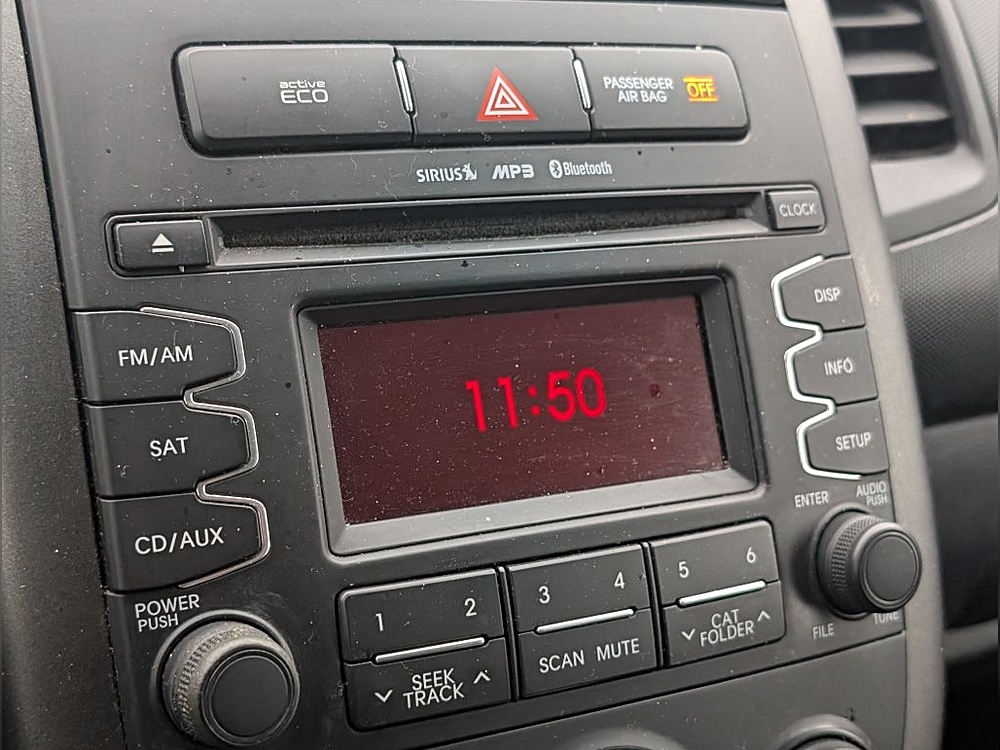 active
ECO
PASSENGER
AIR BAG OFF
SIRIUS MP3 Bluetooth
CLOCK
DISP
FM/AM
INFO
11:50
SAT
SETUP
CD/AUX
ENTER
AUDIO
PUSH
POWER
PUSH
1 2
3 4
5 6
SEEK
TRACK
SCAN MUTE
CAT
FOLDER
FILE
TUNE